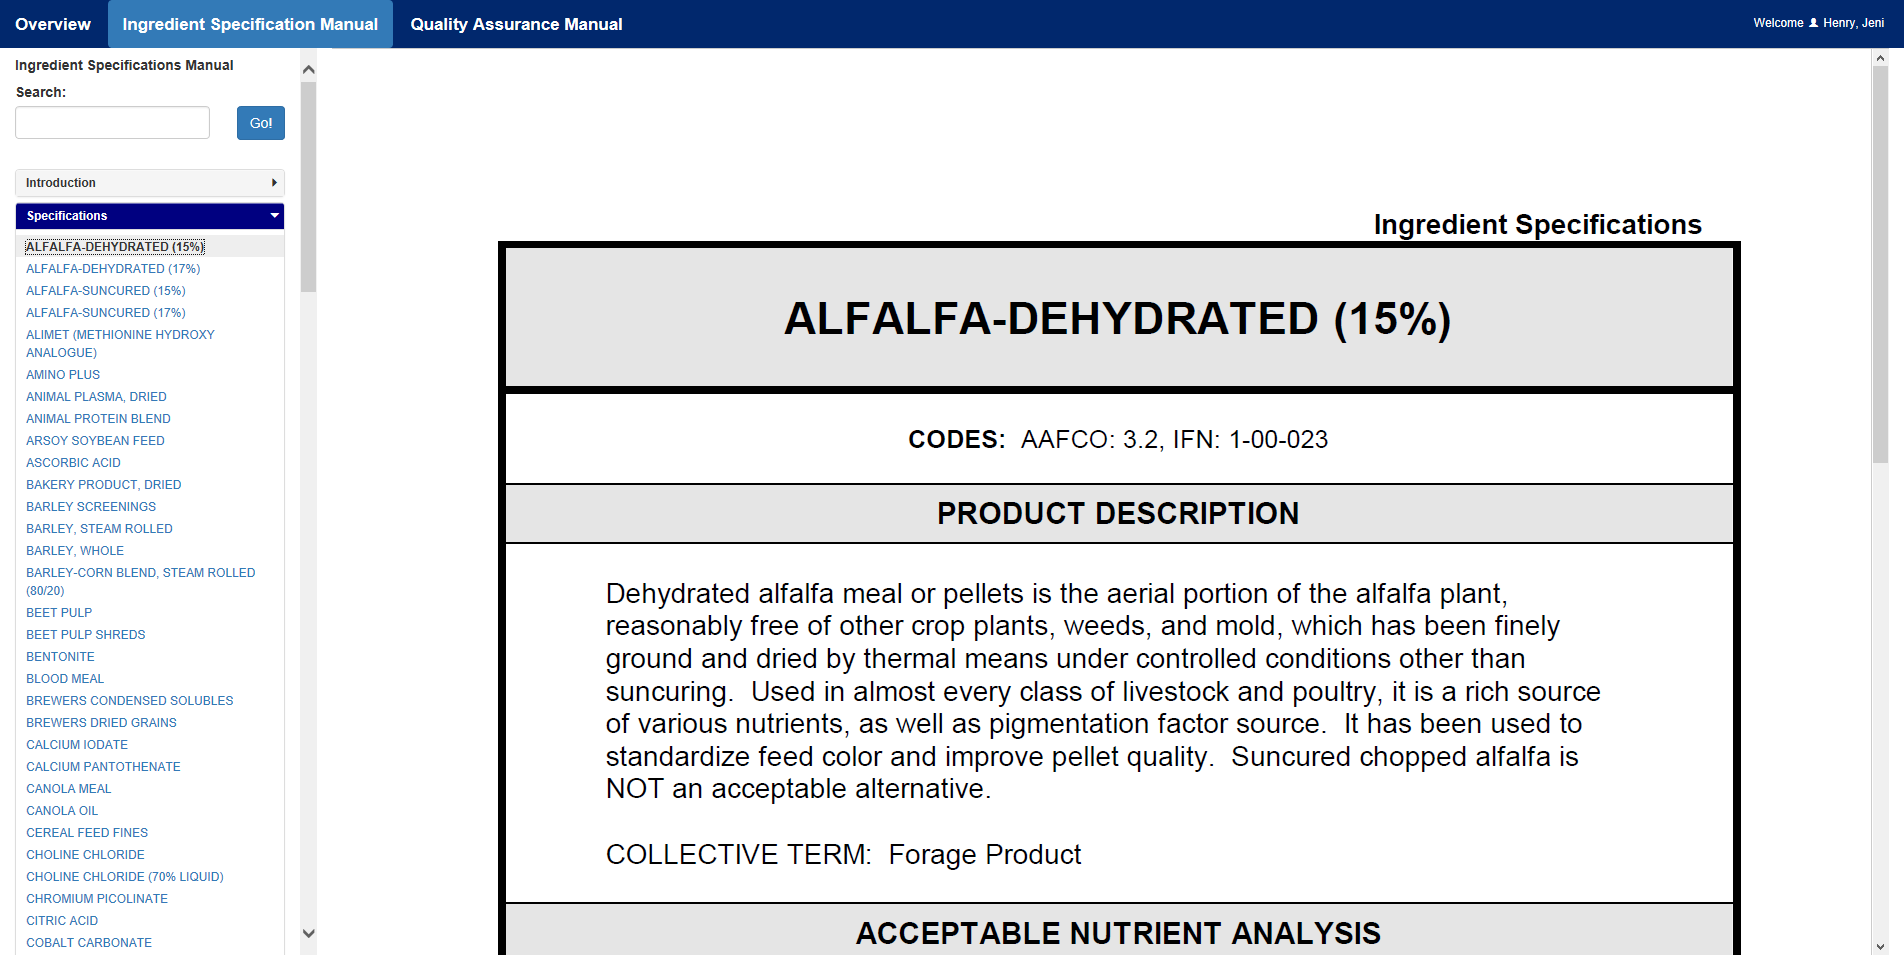 Overview
Ingredient Specification Manual
Quality Assurance Manual
Welcome Henry, Jeni
Ingredient Specifications Manual
Search:
Go!
Introduction
Specifications
ALFALFA-DEHYDRATED (15%)
ALFALFA-DEHYDRATED (17%)
ALFALFA-SUNCURED (15%)
ALFALFA-SUNCURED (17%)
ALIMET (METHIONINE HYDROXY
ANALOGUE)
AMINO PLUS
ANIMAL PLASMA, DRIED
ANIMAL PROTEIN BLEND
ARSOY SOYBEAN FEED
ASCORBIC ACID
BAKERY PRODUCT, DRIED
BARLEY SCREENINGS
BARLEY, STEAM ROLLED
BARLEY, WHOLE
BARLEY-CORN BLEND, STEAM ROLLED
(80/20)
BEET PULP
BEET PULP SHREDS
BENTONITE
BLOOD MEAL
BREWERS CONDENSED SOLUBLES
BREWERS DRIED GRAINS
CALCIUM IODATE
CALCIUM PANTOTHENATE
CANOLA MEAL
CANOLA OIL
CEREAL FEED FINES
CHOLINE CHLORIDE
CHOLINE CHLORIDE (70% LIQUID)
CHROMIUM PICOLINATE
CITRIC ACID
COBALT CARBONATE
Ingredient Specifications
ALFALFA-DEHYDRATED (15%)
CODES: AAFCO: 3.2, IFN: 1-00-023
PRODUCT DESCRIPTION
Dehydrated alfalfa meal or pellets is the aerial portion of the alfalfa plant,
reasonably free of other crop plants, weeds, and mold, which has been finely
ground and dried by thermal means under controlled conditions other than
suncuring. Used in almost every class of livestock and poultry, it is a rich source
of various nutrients, as well as pigmentation factor source. It has been used to
standardize feed color and improve pellet quality. Suncured chopped alfalfa is
NOT an acceptable alternative.
COLLECTIVE TERM: Forage Product
ACCEPTABLE NUTRIENT ANALYSIS